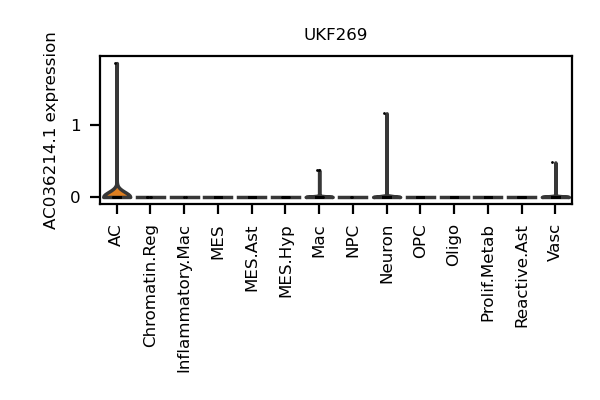 UKF269
AC036214.1 expression
1
0
AC
Chromatin.Reg
Inflammatory.Mac
MES
MES.Ast
MES.Hyp
Mac
NPC
Neuron
OPC
Oligo
Prolif.Metab
Reactive.Ast
Vasc